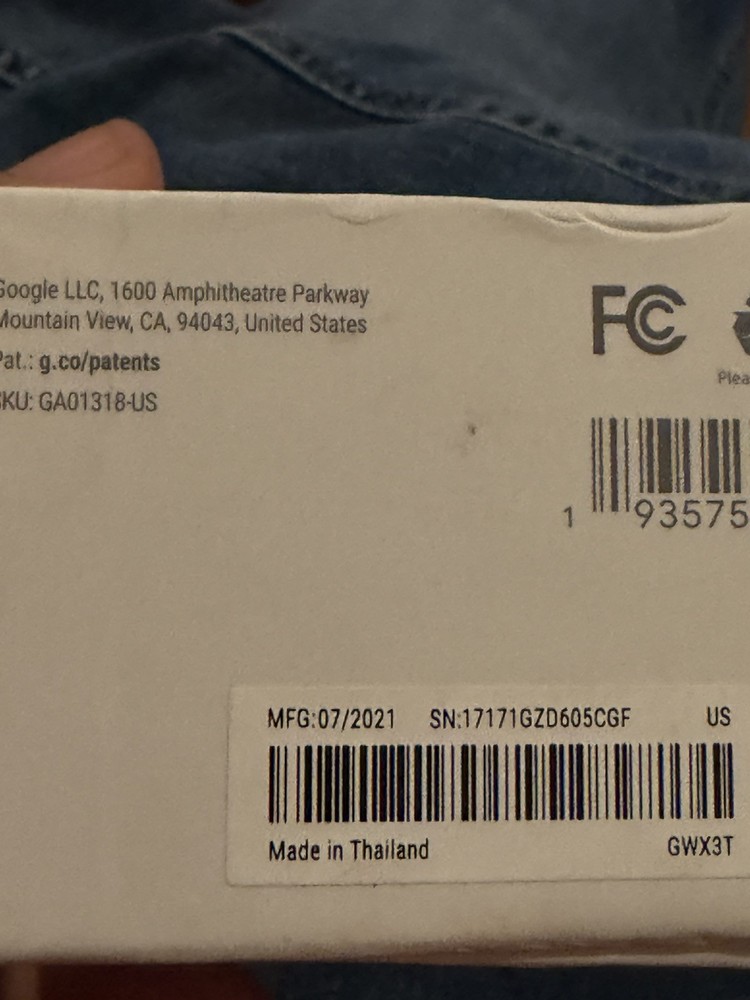 Google LLC, 1600 Amphitheatre Parkway
Mountain View, CA, 94043, United States
Pat.: g.co/patents
SKU: GA01318-US
FC
1 93575
MFG:07/2021 SN:17171GZD605CGF US
Made in Thailand GWX3T